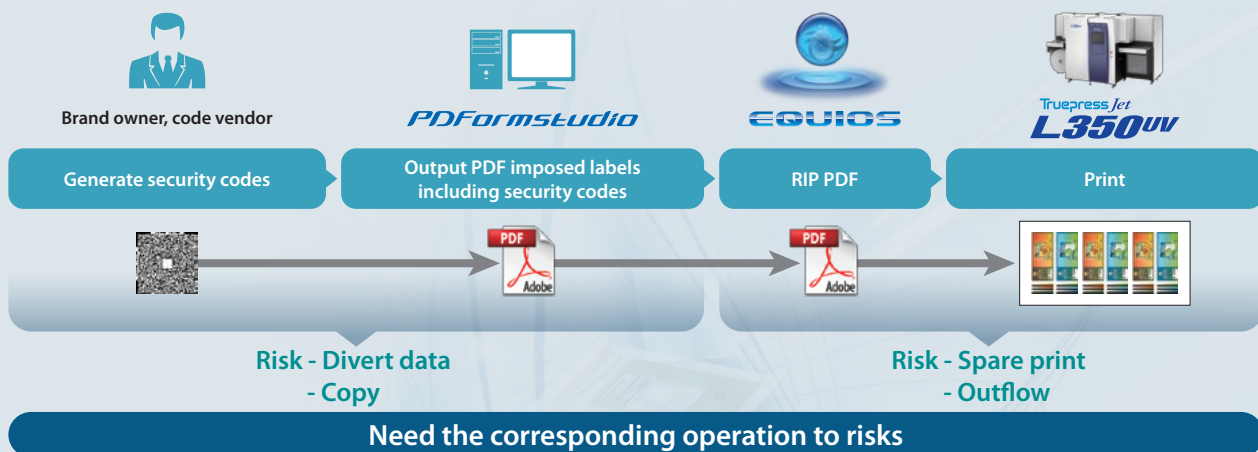 Brand owner, code vendor
PDFormstudio
EQUIOS
Truepress Jet
L350UV
Generate security codes
Output PDF imposed labels
including security codes
RIP PDF
Print
PDF
Adobe
PDF
Adobe
Risk - Divert data
- Copy
Risk - Spare print
- Outflow
Need the corresponding operation to risks